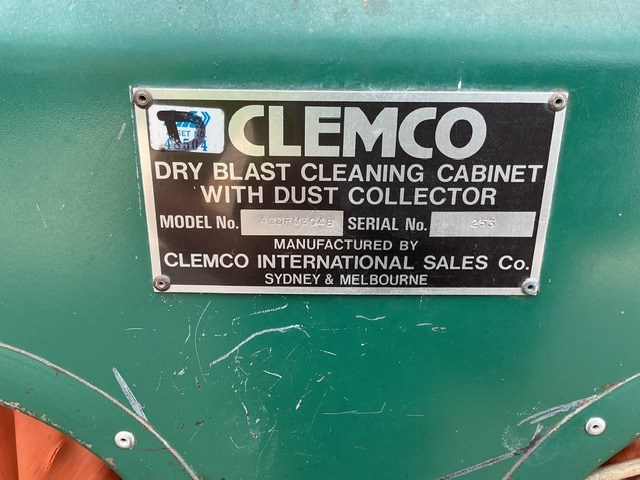 CLEMCO
DRY BLAST CLEANING CABINET
WITH DUST COLLECTOR
MODEL No. SERIAL No. 253
MANUFACTURED BY
CLEMCO INTERNATIONAL SALES Co.
SYDNEY & MELBOURNE